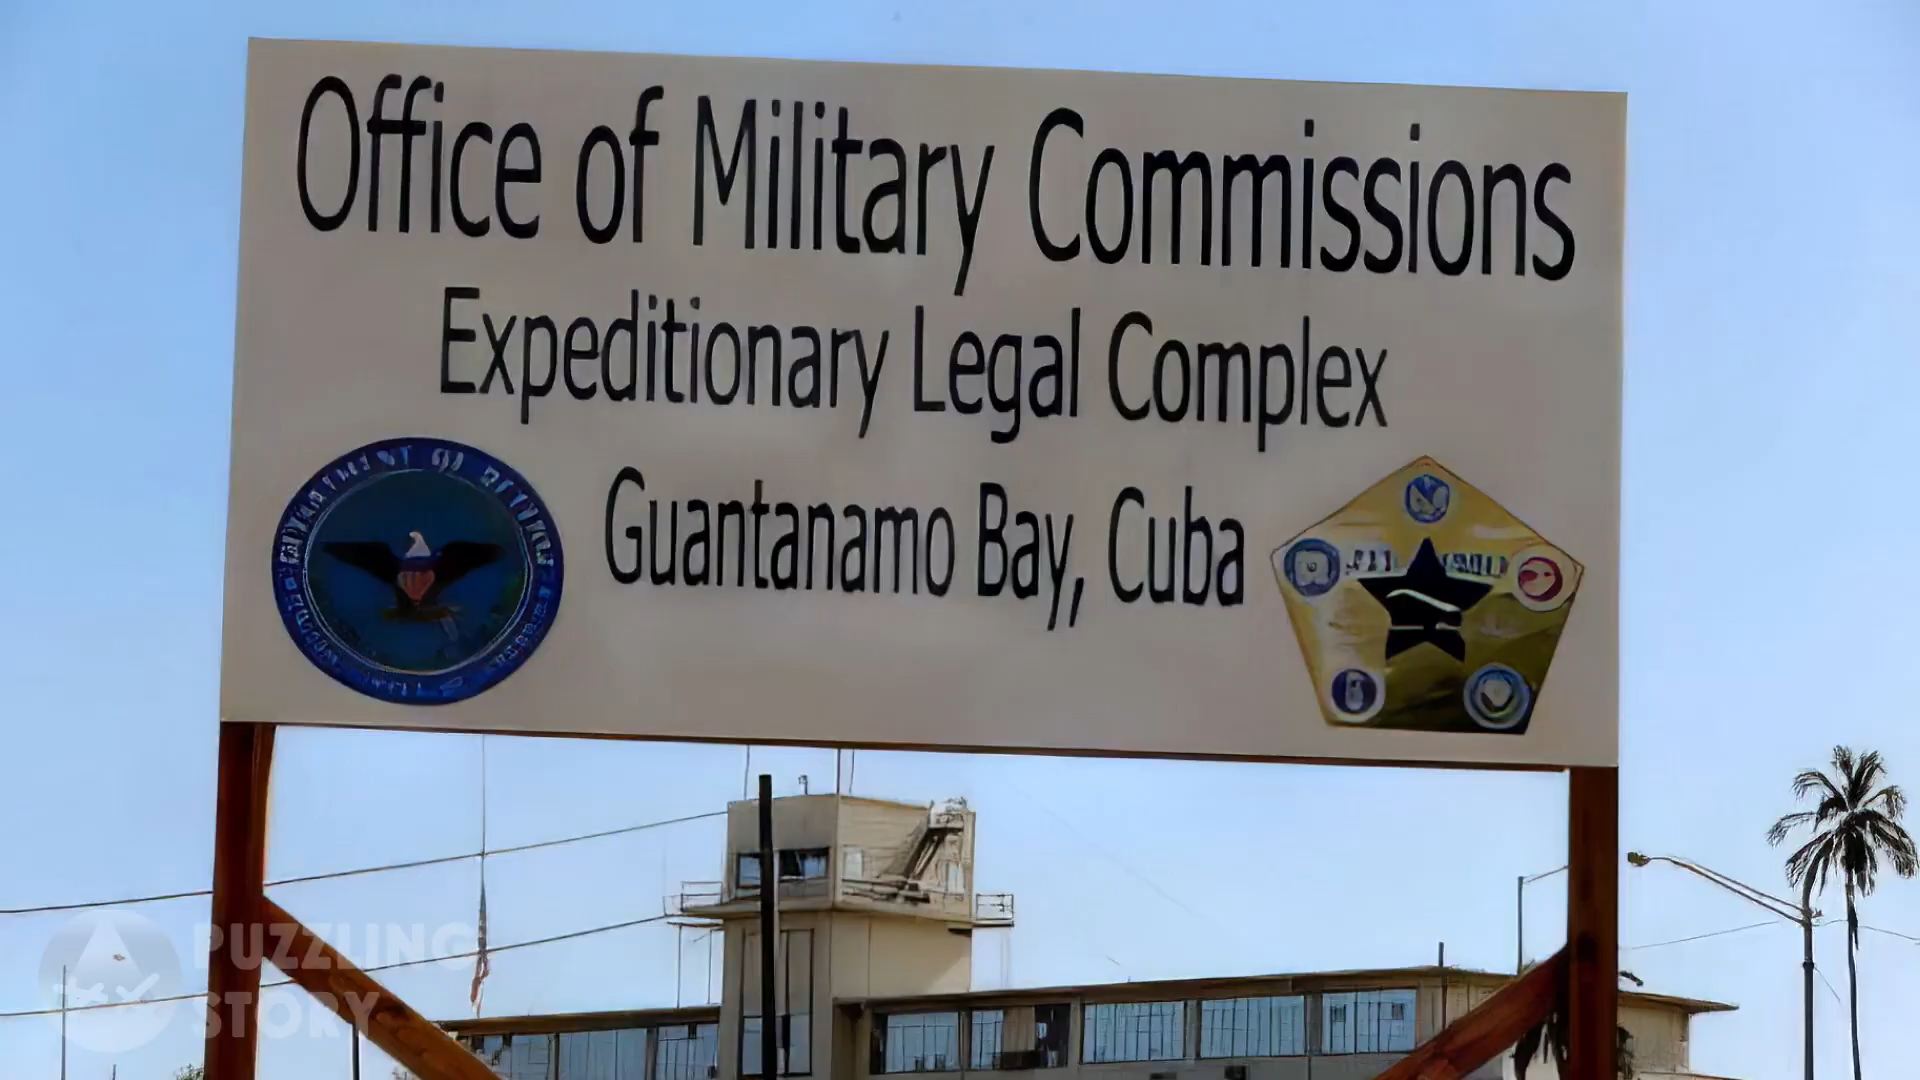 Office of Military Commissions
Expeditionary Legal Complex
Guantanamo Bay, Cuba
PUZZLING
STORY